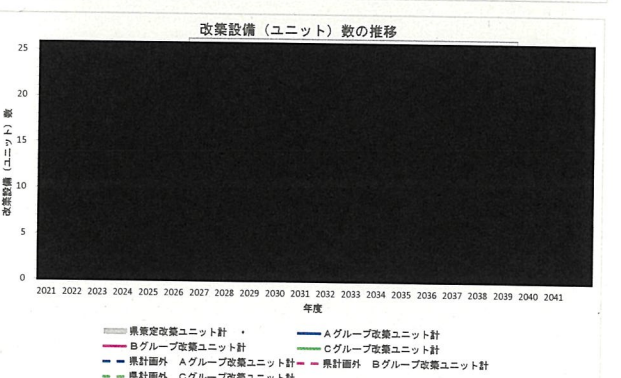 改築設備（ユニット）数の推移
25
20
15
10
5
0
改築設備（ユニット）数
2021 2022 2023 2024 2025 2026 2027 2028 2029 2030 2031 2032 2033 2034 2035 2036 2037 2038 2039 2040 2041
年度
県策定改築ユニット計
Aグループ改築ユニット計
Bグループ改築ユニット計
Cグループ改築ユニット計
県計画外 Aグループ改築ユニット計
県計画外 Bグループ改築ユニット計
県計画外 Cグループ改築ユニット計